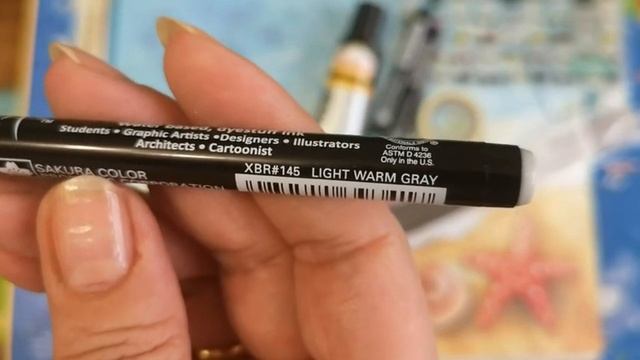 Water based, dyestuff ink
Students • Graphic Artists •Designers • Illustrators
Architects • Cartoonist
Conforms to
ASTM D 4236
Only in the U.S.
SAKURA COLOR
CORPORATION
XBR#145 LIGHT WARM GRAY